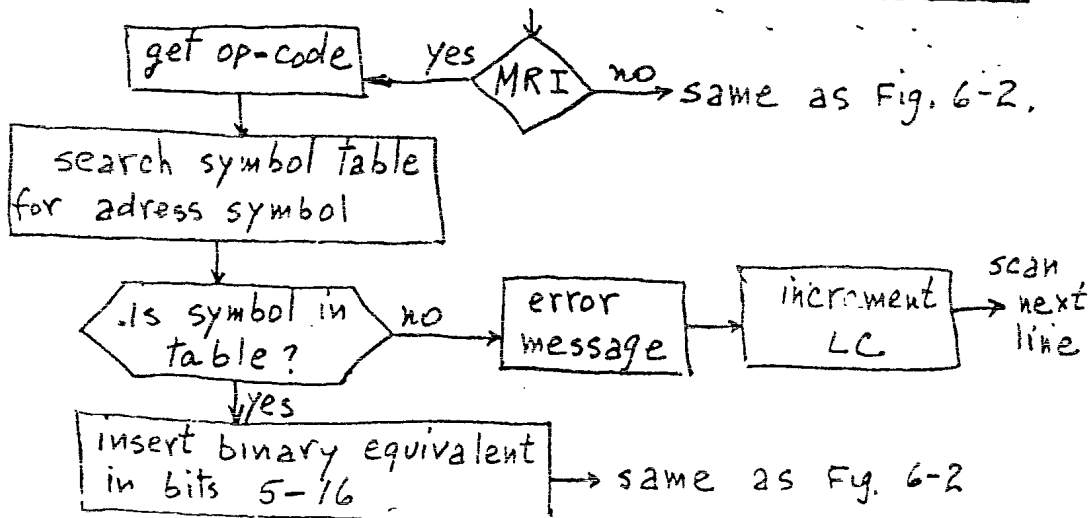 get op-code
yes
MRI
no
same as Fig. 6-2.
search symbol table
for adress symbol
is symbol in
table?
no
error
message
increment
LC
scan
next
line
yes
insert binary equivalent
in bits 5-16
same as Fig. 6-2